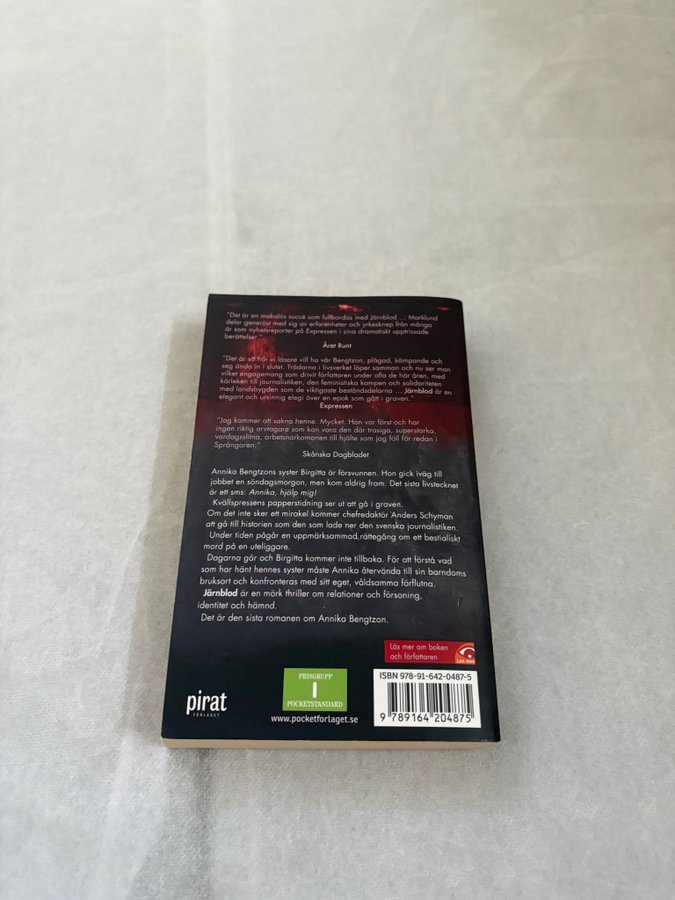 "Det är en makalös succé som fullbordas med Järnblod ... Marklund
delar generöst med sig av erfarenheter och yrkesknep från många
år som nyhetsreporter på Expressen i sina dramatiskt upptrissade
berättelser."
Året Runt
"Det är så här vi läsare vill ha vår Bengtzon, plågad, kämpande och
seg ända in i slutet. Trådarna i livsverket löper samman och nu ser man
vilket engagemang som drivit författaren under alla de här åren, med
kärleken till journalistiken, den feministiska kampen och solidariteten
med landsbygden som de viktigaste beståndsdelarna ... Järnblod är en
elegant och ursinnig elegi över en epok som gått i graven."
Expressen
"Jag kommer att sakna henne. Mycket. Hon var först och har
ingen riktig arvtagare som kan vara den där trasiga, superstarka,
vardagsslitna, arbetsnarkomanen till hjälte som jag föll för redan i
Sprängaren."
Skånska Dagbladet
Annika Bengtzons syster Birgitta är försvunnen. Hon gick iväg till
jobbet en söndagsmorgon, men kom aldrig fram. Det sista livstecknet
är ett sms: Annika, hjälp mig!
Kvällspressens papperstidning ser ut att gå i graven.
Om det inte sker ett mirakel kommer chefredaktör Anders Schyman
att gå till historien som den som lade ner den svenska journalistiken.
Under tiden pågår en uppmärksammad rättegång om ett bestialiskt
mord på en uteliggare.
Dagarna går och Birgitta kommer inte tillbaka. För att förstå vad
som har hänt hennes syster måste Annika återvända till sin barndoms
bruksort och konfronteras med sitt eget, våldsamma förflutna.
Järnblod är en mörk thriller om relationer och försoning,
identitet och hämnd.
Det är den sista romanen om Annika Bengtzon.
Läs mer om boken
och författaren
LÄS MER
pirat
FÖRLAGET
PRISGRUPP
I
POCKETSTANDARD
www.pocketforlaget.se
ISBN 978-91-642-0487-5
9 789164 204875